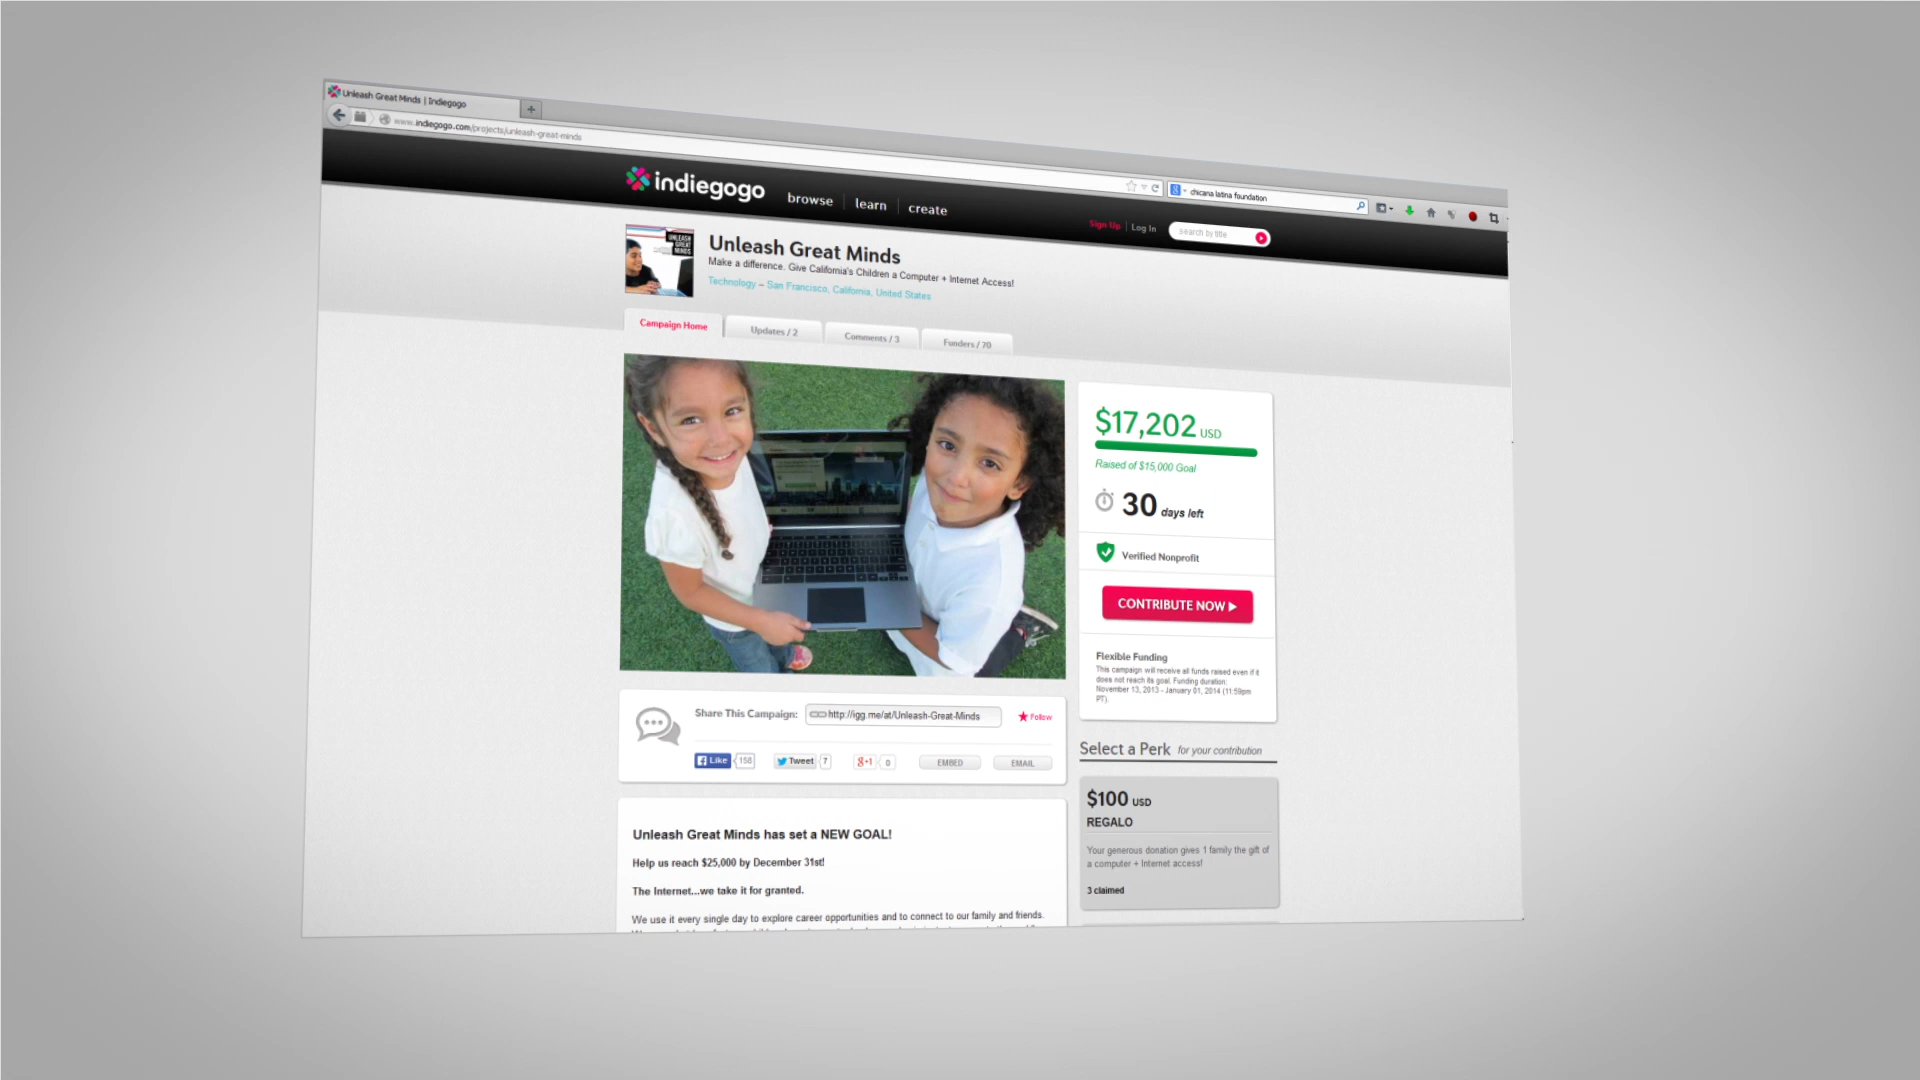 Unleash Great Minds | Indiegogo
+
www.indiegogo.com/projects/unleash-great-minds
chicana latina foundation
indiegogo
browse
learn
create
Sign Up
Log In
search by title
UNLEASH
GREAT
MINDS
Unleash Great Minds
Make a difference. Give California's Children a Computer + Internet Access!
Technology – San Francisco, California, United States
Campaign Home
Updates / 2
Comments / 3
Funders / 70
$17,202 USD
Raised of $15,000 Goal
30 days left
Verified Nonprofit
CONTRIBUTE NOW
Flexible Funding
This campaign will receive all funds raised even if it
does not reach its goal. Funding duration:
November 13, 2013 - January 01, 2014 (11:59pm
PT).
Share This Campaign:
http://igg.me/at/Unleash-Great-Minds
Follow
Like 158
Tweet 7
g+1 0
EMBED
EMAIL
Select a Perk for your contribution
$100 USD
REGALO
Your generous donation gives 1 family the gift of
a computer + Internet access!
3 claimed
Unleash Great Minds has set a NEW GOAL!
Help us reach $25,000 by December 31st!
The Internet...we take it for granted.
We use it every single day to explore career opportunities and to connect to our family and friends.